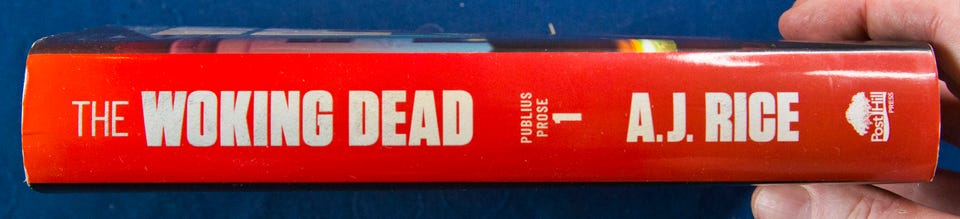 THE WOKING DEAD
PUBLIUS
PROSE
1
A.J. RICE
Post Hill
PRESS